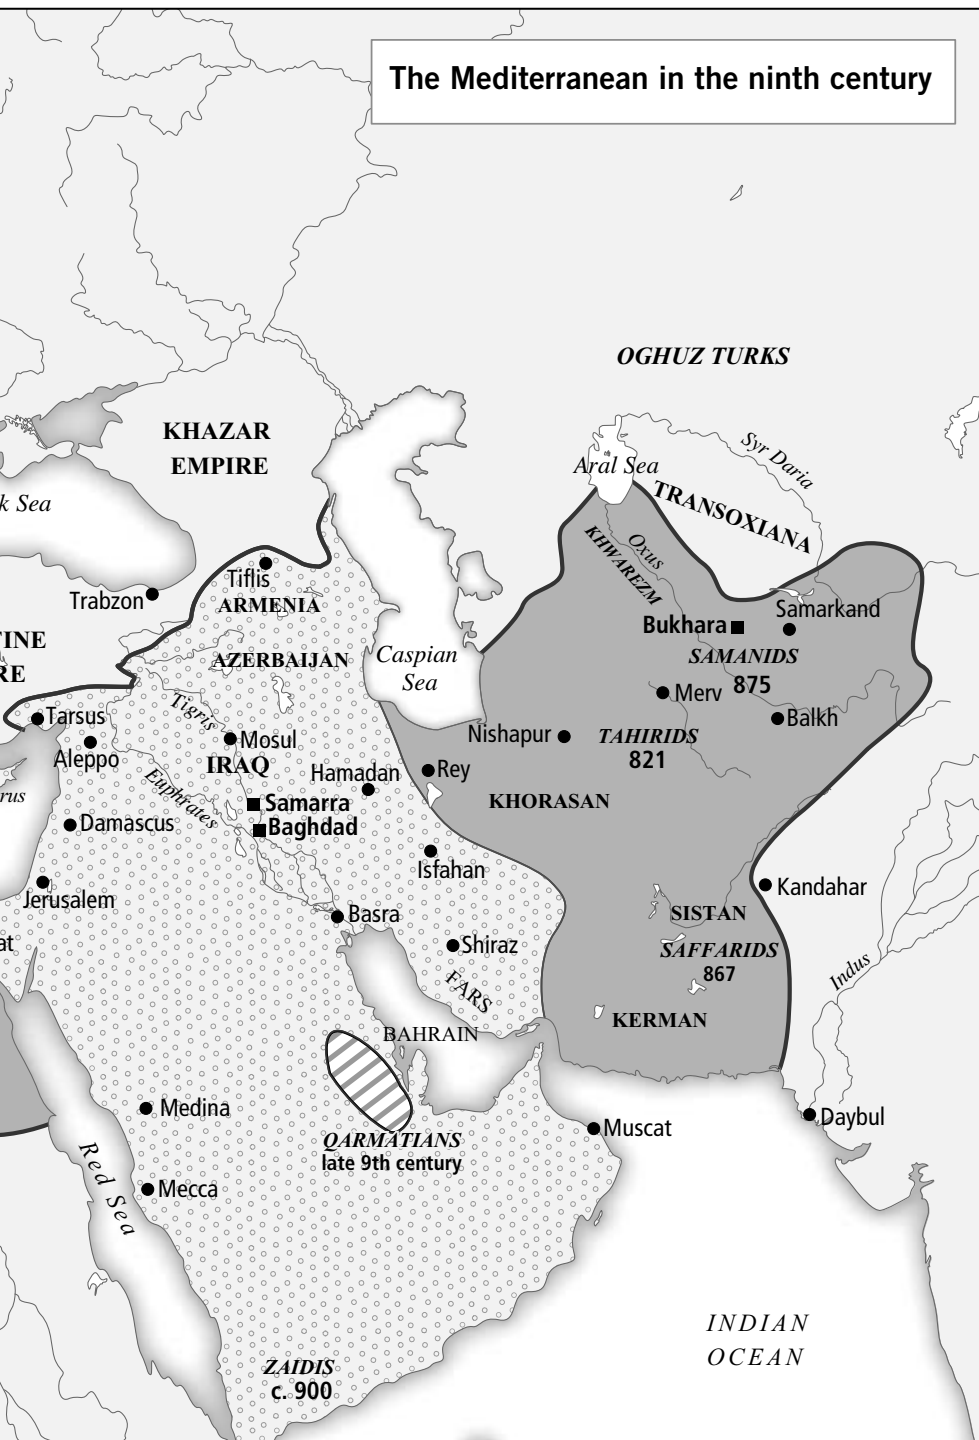 The Mediterranean in the ninth century
OGHUZ TURKS
KHAZAR
EMPIRE
Syr Daria
Aral Sea
k Sea
TRANSOXIANA
Oxus
KHWAREZM
Tiflis
Trabzon
ARMENIA
Samarkand
Bukhara
TINE
RE
AZERBAIJAN
Caspian
Sea
SAMANIDS
875
Merv
Tigris
Tarsus
Balkh
Mosul
Nishapur
TAHIRIDS
821
Aleppo
IRAQ
Hamadan
Rey
Euphrates
rus
Samarra
KHORASAN
Damascus
Baghdad
Isfahan
Jerusalem
Kandahar
Basra
SISTAN
at
Shiraz
SAFFARIDS
867
Indus
FARS
KERMAN
BAHRAIN
Medina
Daybul
Muscat
QARMATIANS
late 9th century
Red Sea
Mecca
INDIAN
OCEAN
ZAIDIS
c. 900